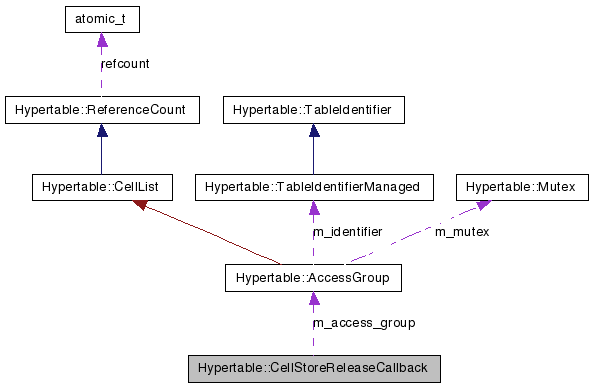 atomic_t
refcount
Hypertable::ReferenceCount
Hypertable::TableIdentifier
Hypertable::CellList
Hypertable::TableIdentifierManaged
Hypertable::Mutex
m_identifier
m_mutex
Hypertable::AccessGroup
m_access_group
Hypertable::CellStoreReleaseCallback